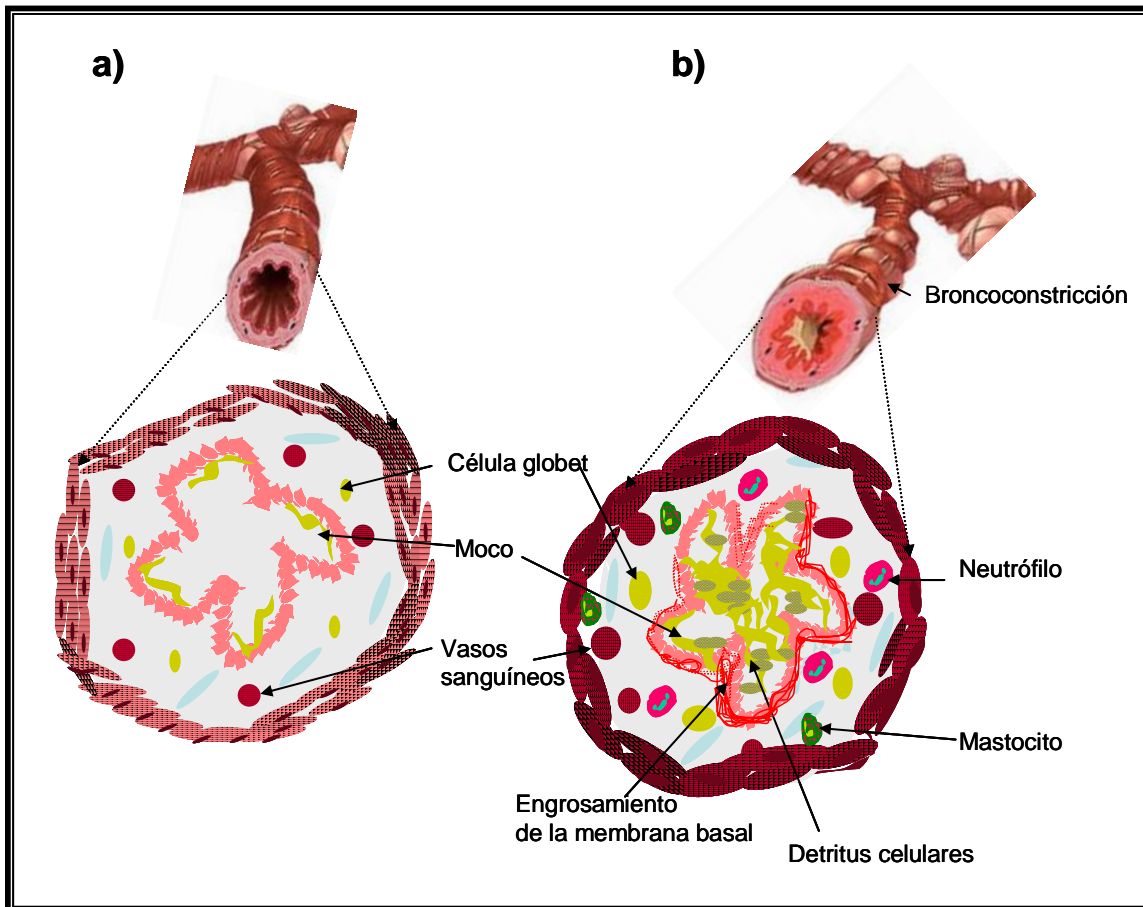 a)
b)
Broncoconstricción
Célula globet
Moco
Neutrófilo
Vasos
sanguíneos
Mastocito
Engrosamiento
de la membrana basal
Detritus celulares